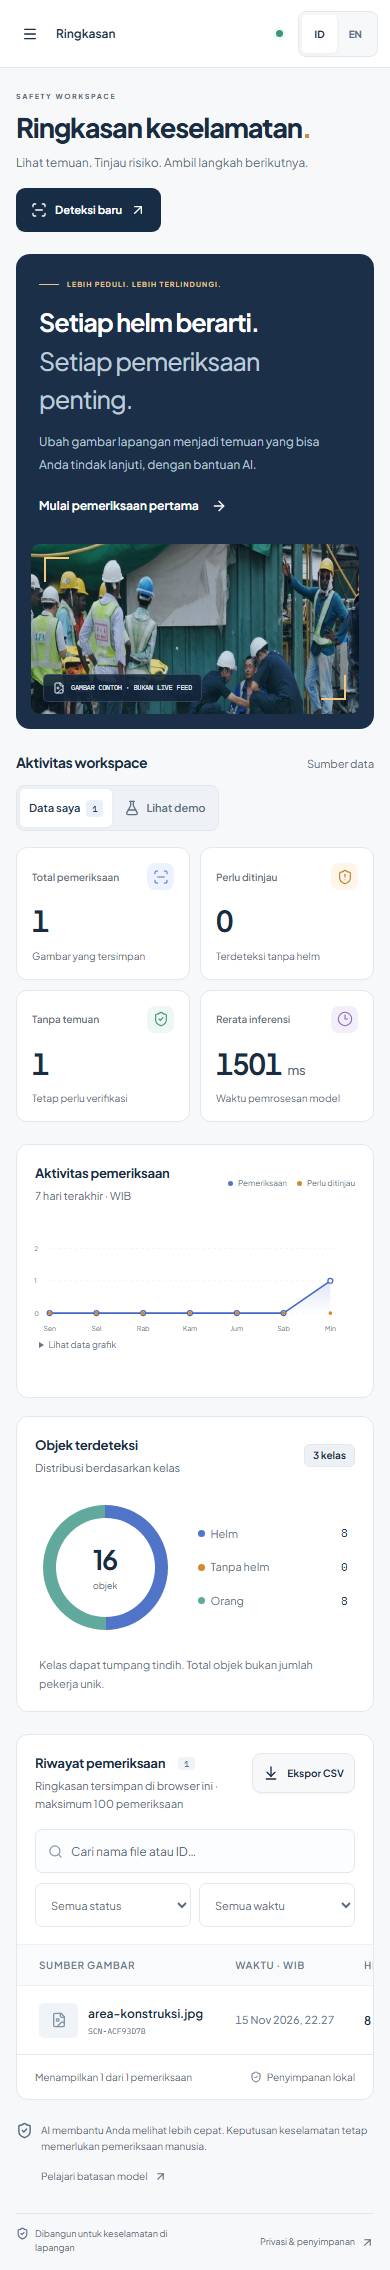 Ringkasan
ID EN
SAFETY WORKSPACE
Ringkasan keselamatan.
Lihat temuan. Tinjau risiko. Ambil langkah berikutnya.
Deteksi baru
LEBIH PEDULI. LEBIH TERLINDUNGI.
Setiap helm berarti.
Setiap pemeriksaan
penting.
Ubah gambar lapangan menjadi temuan yang bisa
Anda tindak lanjuti, dengan bantuan AI.
Mulai pemeriksaan pertama
GAMBAR CONTOH · BUKAN LIVE FEED
Aktivitas workspace
Sumber data
Data saya 1
Lihat demo
Total pemeriksaan
1
Gambar yang tersimpan
Perlu ditinjau
0
Terdeteksi tanpa helm
Tanpa temuan
1
Tetap perlu verifikasi
Rerata inferensi
1501 ms
Waktu pemrosesan model
Aktivitas pemeriksaan
7 hari terakhir · WIB
Pemeriksaan
Perlu ditinjau
2
1
0
Sen Sel Rab Kam Jum Sab Min
Lihat data grafik
Objek terdeteksi
Distribusi berdasarkan kelas
3 kelas
16
objek
Helm 8
Tanpa helm 0
Orang 8
Kelas dapat tumpang tindih. Total objek bukan jumlah
pekerja unik.
Riwayat pemeriksaan 1
Ringkasan tersimpan di browser ini ·
maksimum 100 pemeriksaan
Ekspor CSV
Cari nama file atau ID...
Semua status
Semua waktu
SUMBER GAMBAR WAKTU · WIB
area-konstruksi.jpg
SCN-ACF93D7B
15 Nov 2026, 22.27
8
Menampilkan 1 dari 1 pemeriksaan
Penyimpanan lokal
AI membantu Anda melihat lebih cepat. Keputusan keselamatan tetap
memerlukan pemeriksaan manusia.
Pelajari batasan model
Dibangun untuk keselamatan di
lapangan
Privasi & penyimpanan